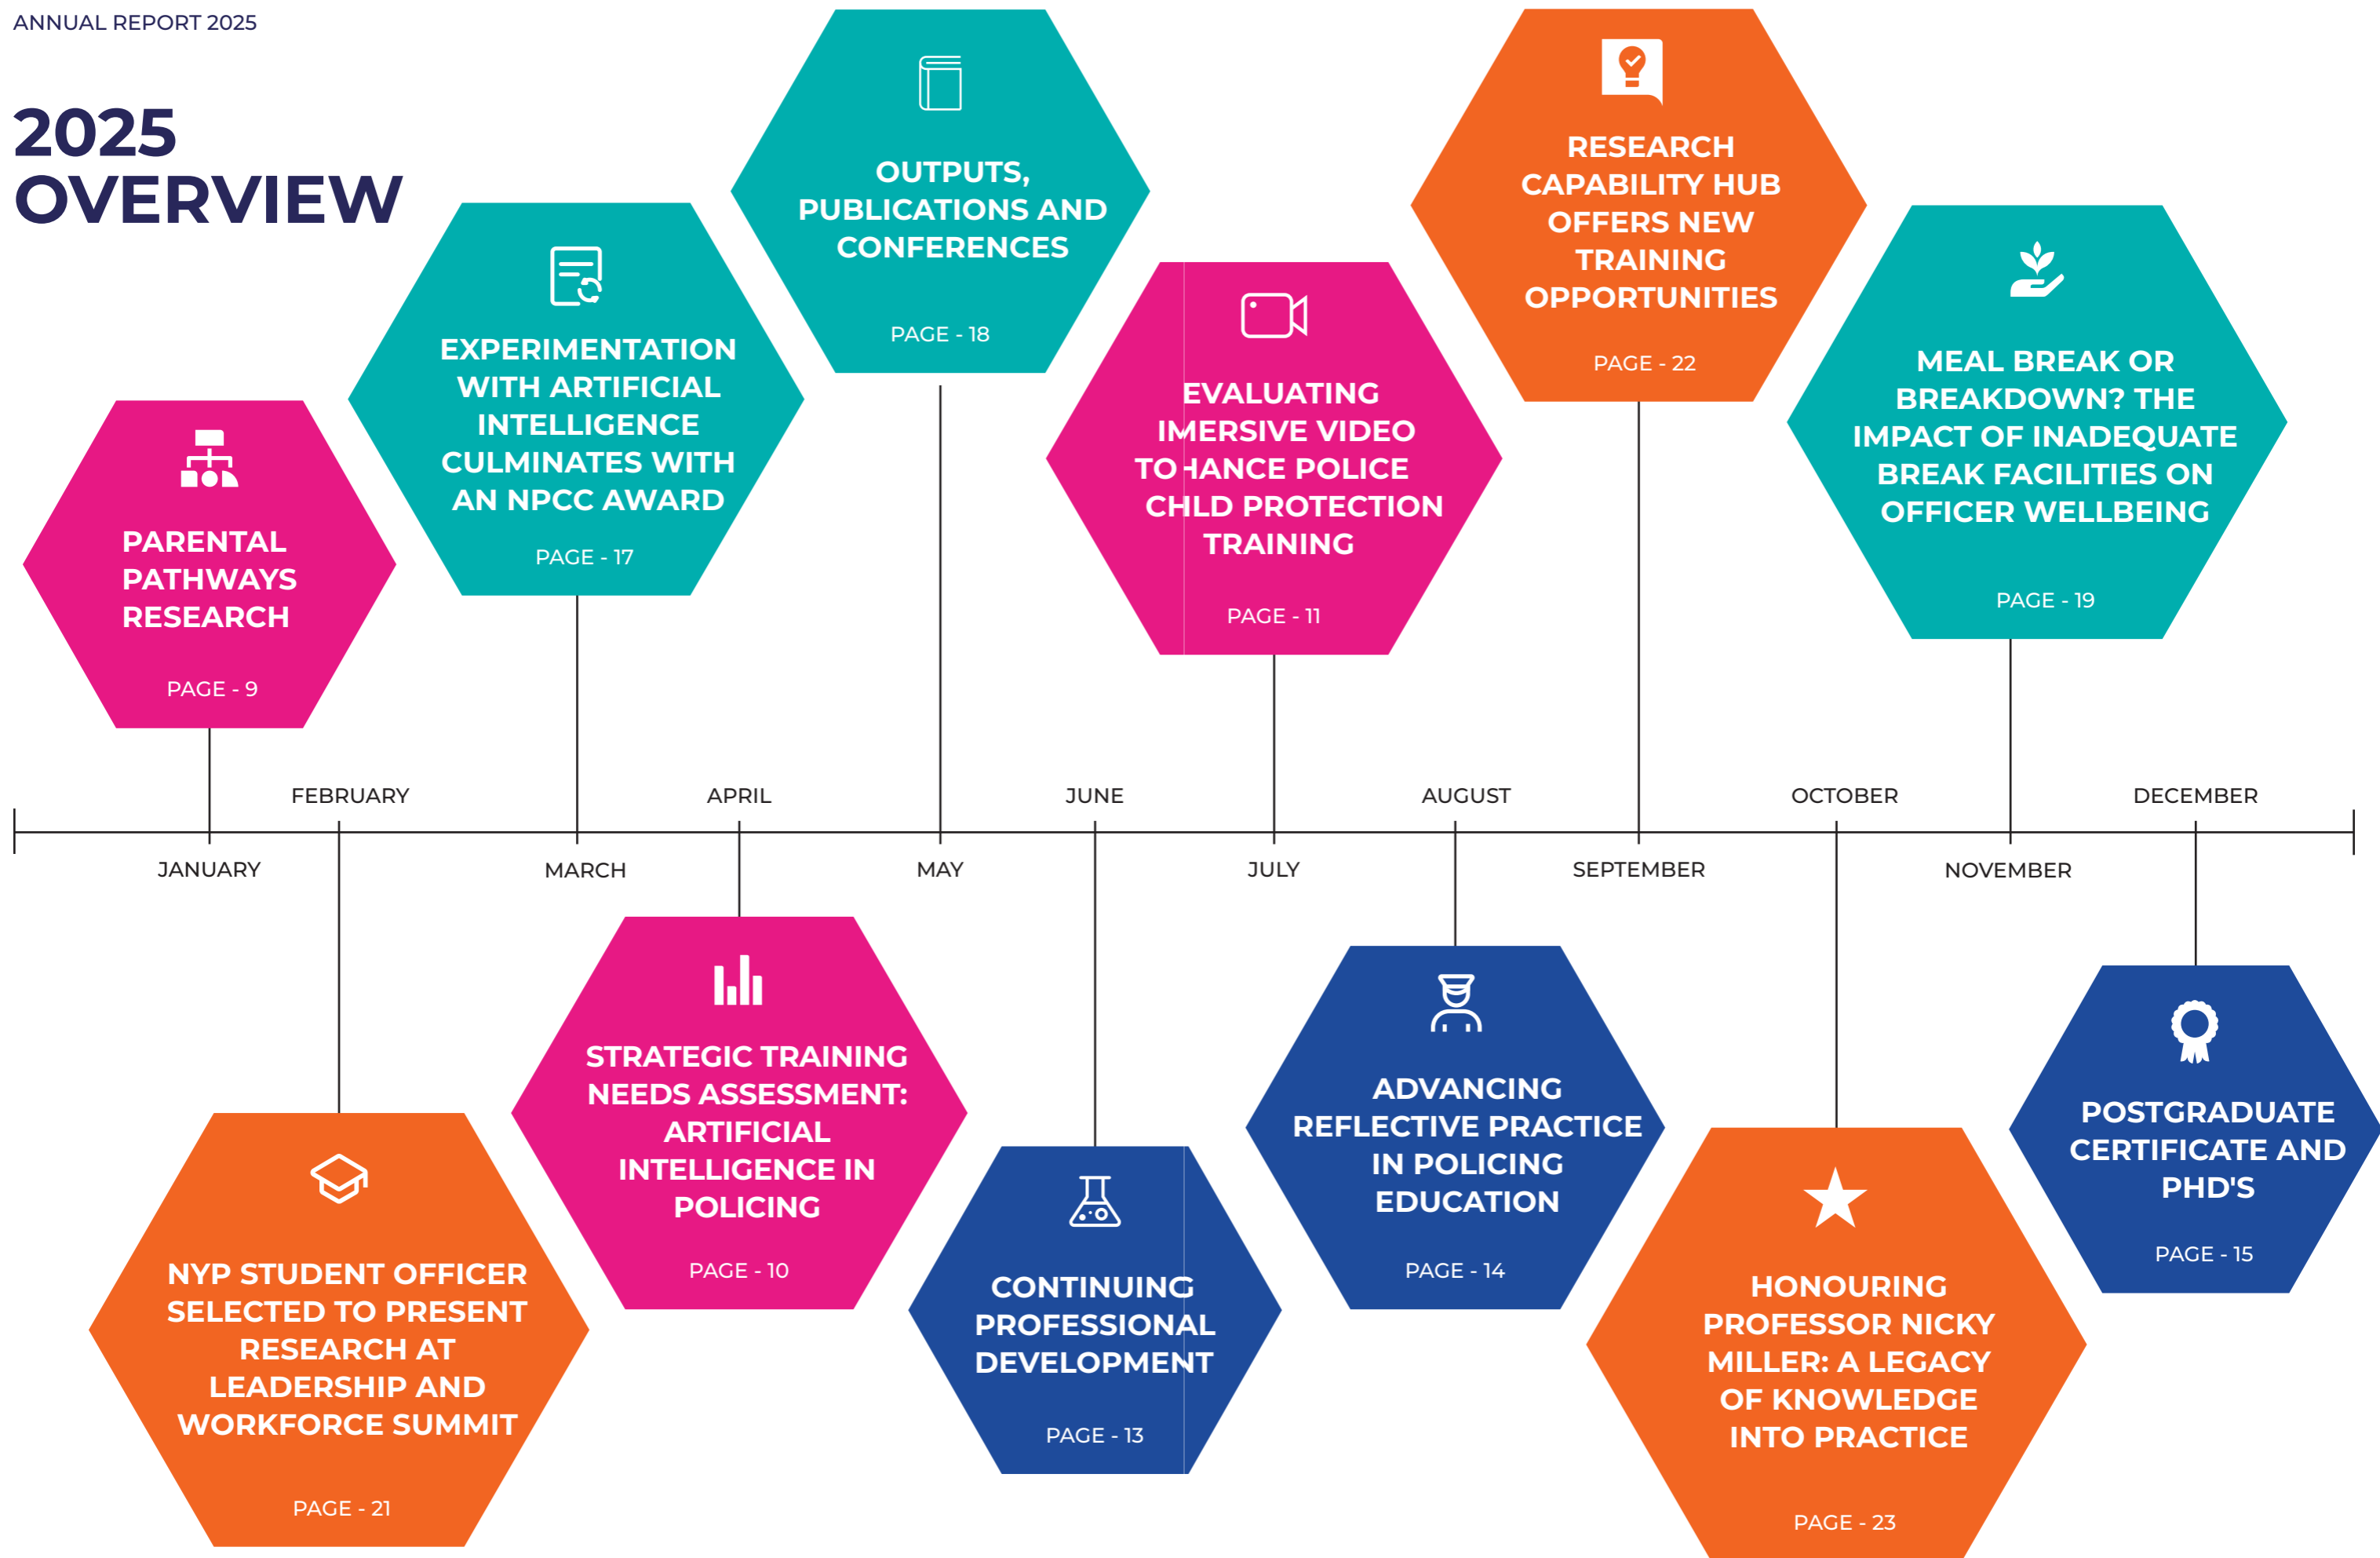 ANNUAL REPORT 2025
2025
OVERVIEW
PARENTAL
PATHWAYS
RESEARCH
PAGE - 9
EXPERIMENTATION
WITH ARTIFICIAL
INTELLIGENCE
CULMINATES WITH
AN NPCC AWARD
PAGE - 17
OUTPUTS,
PUBLICATIONS AND
CONFERENCES
PAGE - 18
EVALUATING
IMERSIVE VIDEO
TO HANCE POLICE
CHLD PROTECTION
TRAINING
PAGE - 11
RESEARCH
CAPABILITY HUB
OFFERS NEW
TRAINING
OPPORTUNITIES
PAGE - 22
MEAL BREAK OR
BREAKDOWN? THE
IMPACT OF INADEQUATE
BREAK FACILITIES ON
OFFICER WELLBEING
PAGE - 19
FEBRUARY
APRIL
JUNE
AUGUST
OCTOBER
DECEMBER
JANUARY
MARCH
MAY
JULY
SEPTEMBER
NOVEMBER
NYP STUDENT OFFICER
SELECTED TO PRESENT
RESEARCH AT
LEADERSHIP AND
WORKFORCE SUMMIT
PAGE - 21
STRATEGIC TRAINING
NEEDS ASSESSMENT:
ARTIFICIAL
INTELLIGENCE IN
POLICING
PAGE - 10
CONTINUING
PROFESSIONAL
DEVELOPMENT
PAGE - 13
ADVANCING
REFLECTIVE PRACTICE
IN POLICING
EDUCATION
PAGE - 14
HONOURING
PROFESSOR NICKY
MILLER: A LEGACY
OF KNOWLEDGE
INTO PRACTICE
PAGE - 23
POSTGRADUATE
CERTIFICATE AND
PHD'S
PAGE - 15